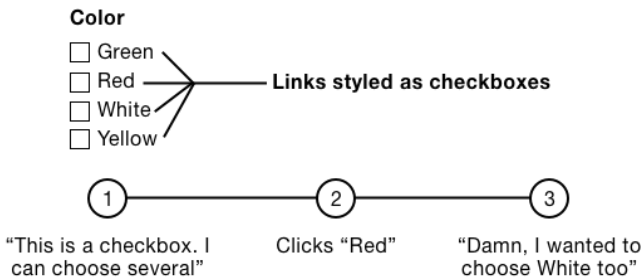 Color
Green
Red
White
Yellow
Links styled as checkboxes
1
2
3
“This is a checkbox. I
can choose several”
Clicks “Red”
“Damn, I wanted to
choose White too”